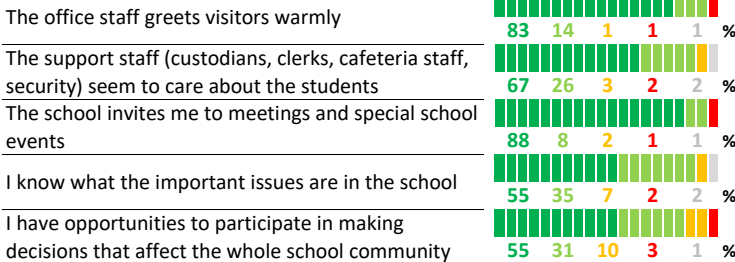 The office staff greets visitors warmly
83 14 1 1 1 %
The support staff (custodians, clerks, cafeteria staff,
security) seem to care about the students
67 26 3 2 2 %
The school invites me to meetings and special school
events
88 8 2 1 1 %
I know what the important issues are in the school
55 35 7 2 2 %
I have opportunities to participate in making
decisions that affect the whole school community
55 31 10 3 1 %